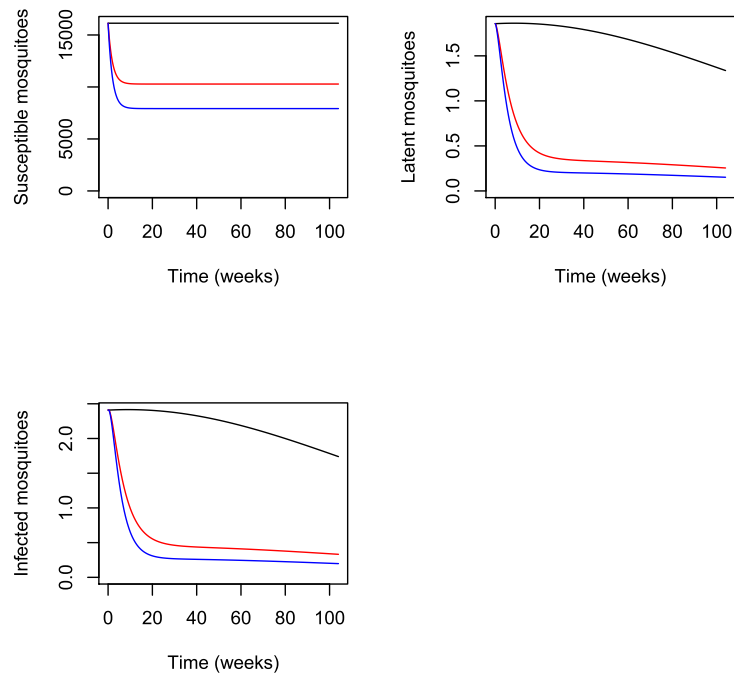 Susceptible mosquitoes
0 5000 15000
0 20 40 60 80 100
Time (weeks)
Latent mosquitoes
0.0 0.5 1.0 1.5
0 20 40 60 80 100
Time (weeks)
Infected mosquitoes
0.0 1.0 2.0
0 20 40 60 80 100
Time (weeks)